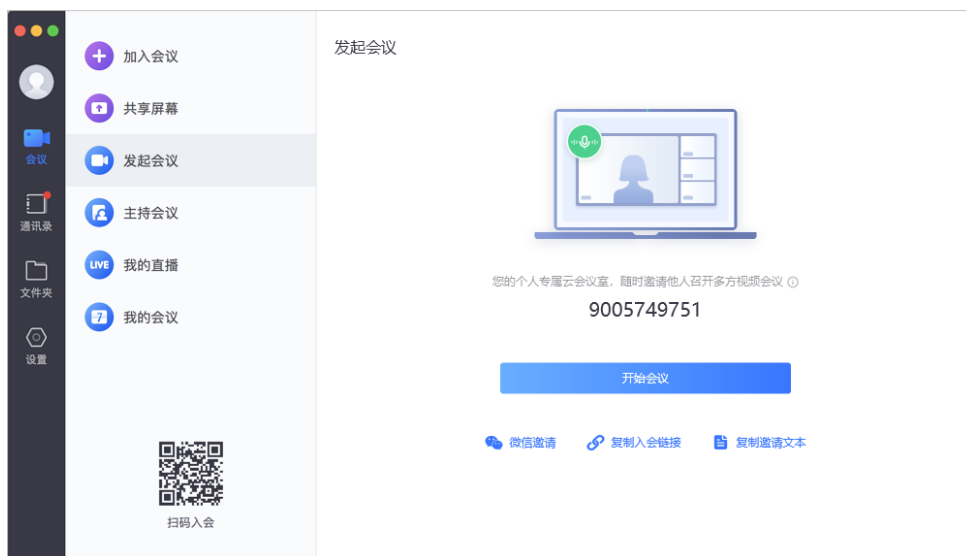 会议
通讯录
文件夹
设置
加入会议
共享屏幕
发起会议
主持会议
LIVE 我的直播
7 我的会议
扫码入会
发起会议
您的个人专属云会议室，随时邀请他人召开多方视频会议
9005749751
开始会议
微信邀请 复制入会链接 复制邀请文本